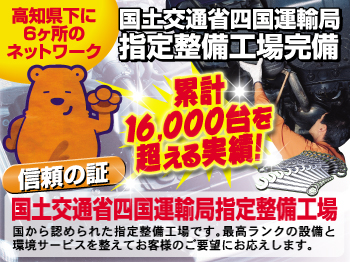 高知県下に
6ヶ所の
ネットワーク
国土交通省四国運輸局
指定整備工場完備
累計
16,000台を
超える実績!
信頼の証
国土交通省四国運輸局指定整備工場
国から認められた指定整備工場です。最高ランクの設備と
環境サービスを整えてお客様のご要望にお応えします。